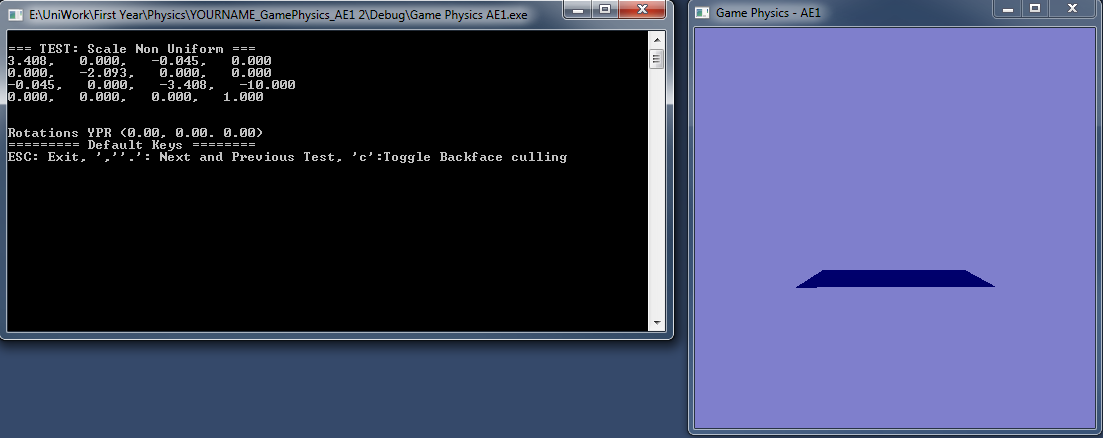 E:\UniWork\First Year\Physics\YOURNAME_GamePhysics_AE1 2\Debug\Game Physics AE1.exe
=== TEST: Scale Non Uniform ===
3.408,   0.000,   -0.045,   0.000
0.000,   -2.093,   0.000,   0.000
-0.045,   0.000,   -3.408,   -10.000
0.000,   0.000,   0.000,   1.000
Rotations YPR (0.00, 0.00. 0.00)
========= Default Keys ========
ESC: Exit, ',''.': Next and Previous Test, 'c':Toggle Backface culling
Game Physics - AE1